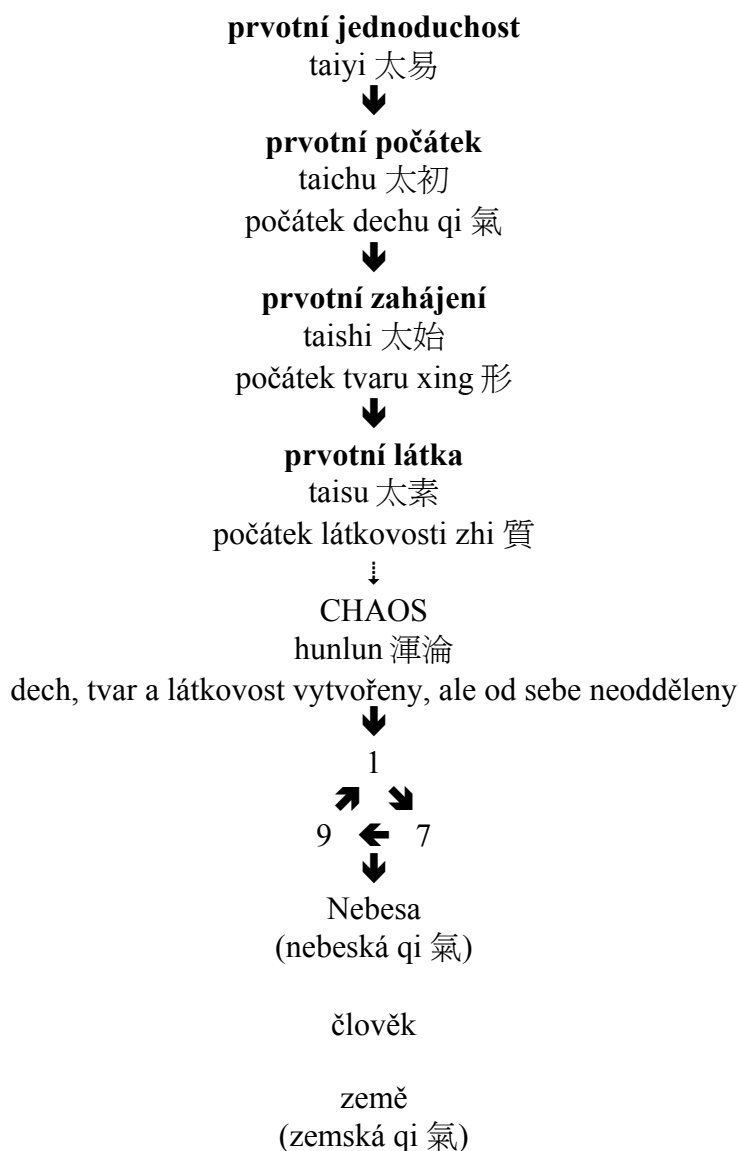 prvotní jednoduchost
taiyi 太易
🡻
prvotní počátek
taichu 太初
počátek dechu qi 氣
🡻
prvotní zahájení
taishi 太始
počátek tvaru xing 形
🡻
prvotní látka
taisu 太素
počátek látkovosti zhi 質
⇣
CHAOS
hunlun 渾淪
dech, tvar a látkovost vytvořeny, ale od sebe neodděleny
🡻
1
🡽 🡾
9 🡸 7
🡻
Nebesa
(nebeská qi 氣)
člověk
země
(zemská qi 氣)